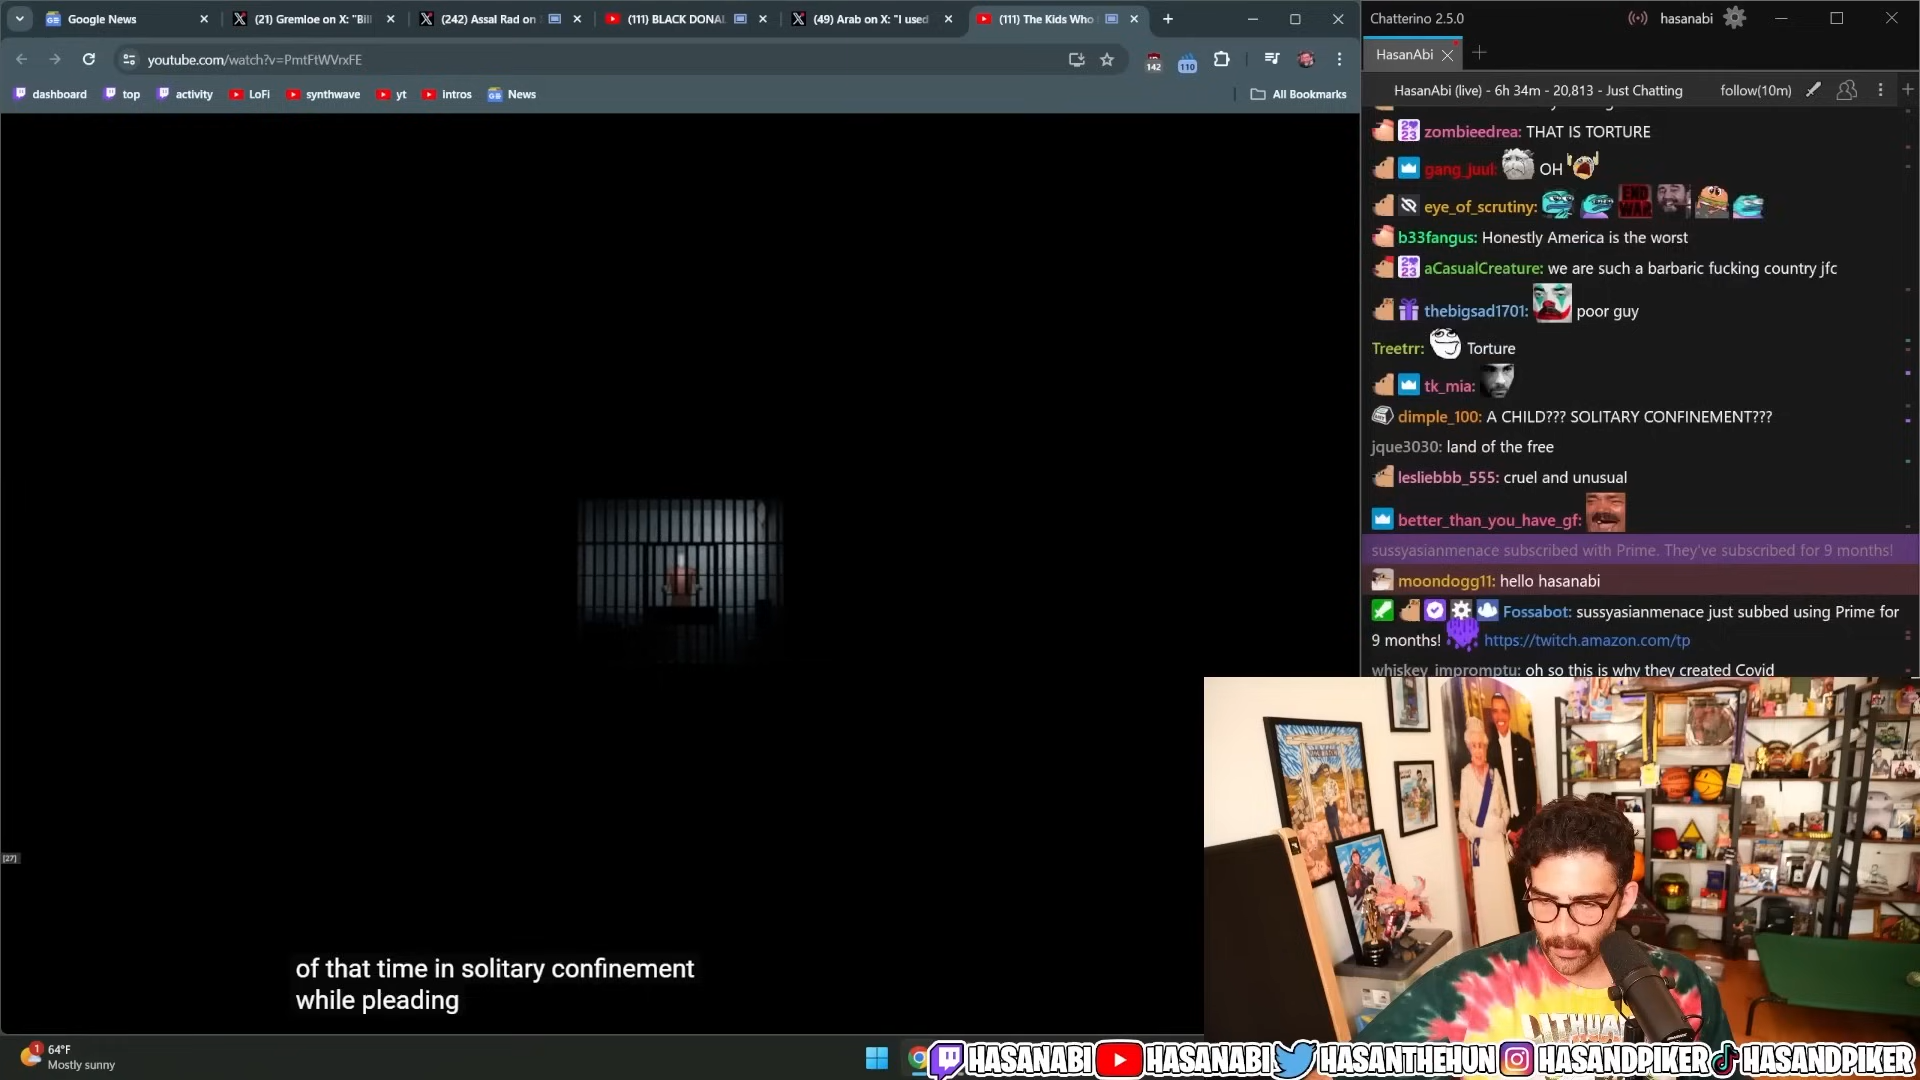 Google News
(21) Gremloe on X: "Bill
(242) Assal Rad on
(111) BLACK DONAL
(49) Arab on X: "I used
(111) The Kids Who
youtube.com/watch?v=PmtFtWVrxFE
142
110
dashboard
top
activity
LoFi
synthwave
yt
intros
News
All Bookmarks
[27]
of that time in solitary confinement
while pleading
1
64°F
Mostly sunny
Chatterino 2.5.0
hasanabi
HasanAbi
HasanAbi (live) - 6h 34m - 20,813 - Just Chatting
follow(10m)
zombieedrea: THAT IS TORTURE
gang_juul: OH
eye_of_scrutiny: END WAR
b33fangus: Honestly America is the worst
aCasualCreature: we are such a barbaric fucking country jfc
thebigsad1701: poor guy
Treetrr: Torture
tk_mia:
dimple_100: A CHILD??? SOLITARY CONFINEMENT???
jque3030: land of the free
lesliebbb_555: cruel and unusual
better_than_you_have_gf:
sussyasianmenace subscribed with Prime. They've subscribed for 9 months!
moondogg11: hello hasanabi
Fossabot: sussyasianmenace just subbed using Prime for
9 months! https://twitch.amazon.com/tp
whiskey_impromptu: oh so this is why they created Covid
LITHUA
HASANABI HASANABI HASANTHEHUN HASANDPIKER HASANDPIKER